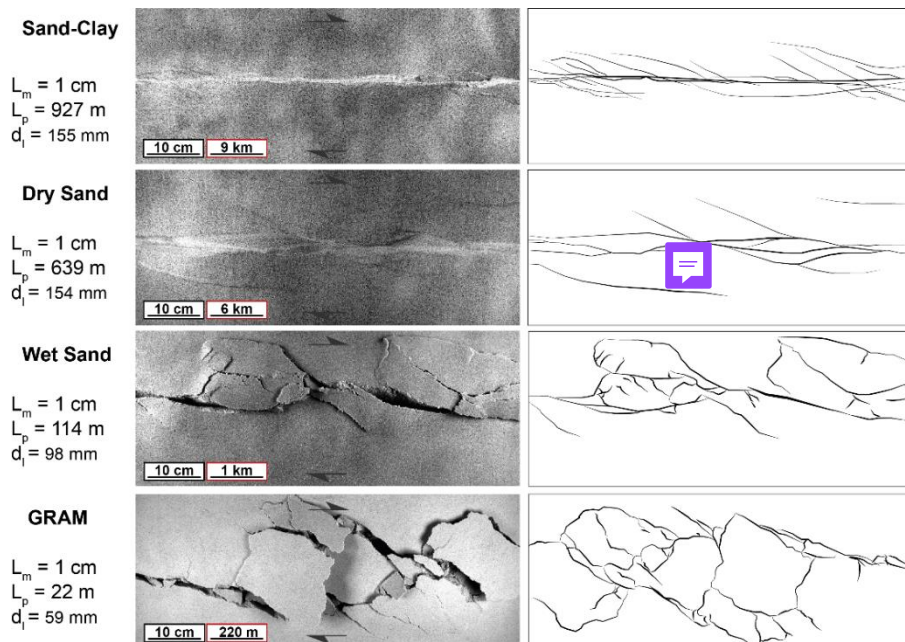 Sand-Clay
Lₘ = 1 cm
Lₚ = 927 m
dₗ = 155 mm
10 cm 9 km
Dry Sand
Lₘ = 1 cm
Lₚ = 639 m
dₗ = 154 mm
10 cm 6 km
Wet Sand
Lₘ = 1 cm
Lₚ = 114 m
dₗ = 98 mm
10 cm 1 km
GRAM
Lₘ = 1 cm
Lₚ = 22 m
dₗ = 59 mm
10 cm 220 m